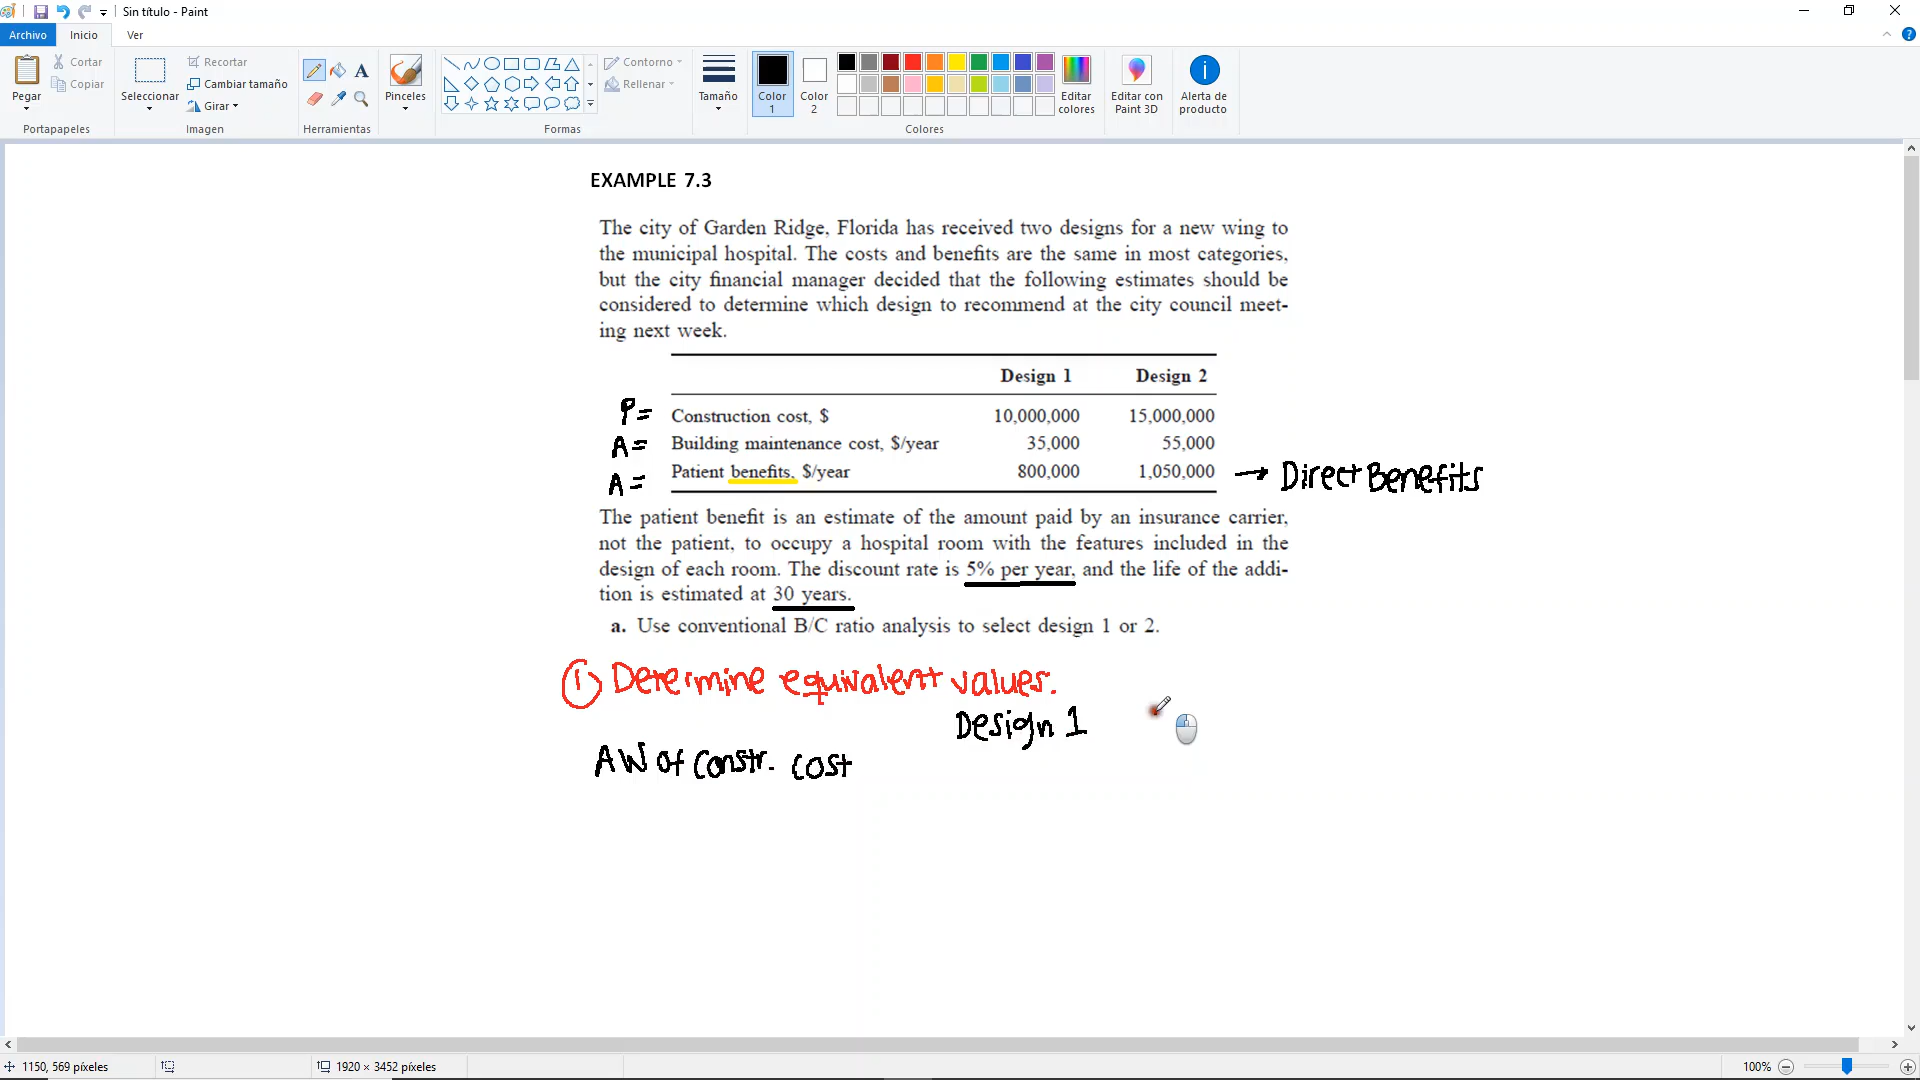 Sin título - Paint
Archivo Inicio Ver
Pegar
Cortar
Copiar
Portapapeles
Seleccionar
Recortar
Cambiar tamaño
Girar
Imagen
Herramientas
Pinceles
Contorno
Rellenar
Formas
Tamaño
Color 1
Color 2
Editar colores
Colores
Editar con Paint 3D
Alerta de producto
EXAMPLE 7.3
The city of Garden Ridge, Florida has received two designs for a new wing to
the municipal hospital. The costs and benefits are the same in most categories,
but the city financial manager decided that the following estimates should be
considered to determine which design to recommend at the city council meet-
ing next week.
Design 1 Design 2
P= Construction cost, $ 10,000,000 15,000,000
A= Building maintenance cost, $/year 35,000 55,000
A= Patient benefits, $/year 800,000 1,050,000 → Direct Benefits
The patient benefit is an estimate of the amount paid by an insurance carrier,
not the patient, to occupy a hospital room with the features included in the
design of each room. The discount rate is 5% per year, and the life of the addi-
tion is estimated at 30 years.
a. Use conventional B/C ratio analysis to select design 1 or 2.
① Determine equivalent values.
Design 1
AW of Constr. cost
1150, 569 píxeles
1920 × 3452 píxeles
100%